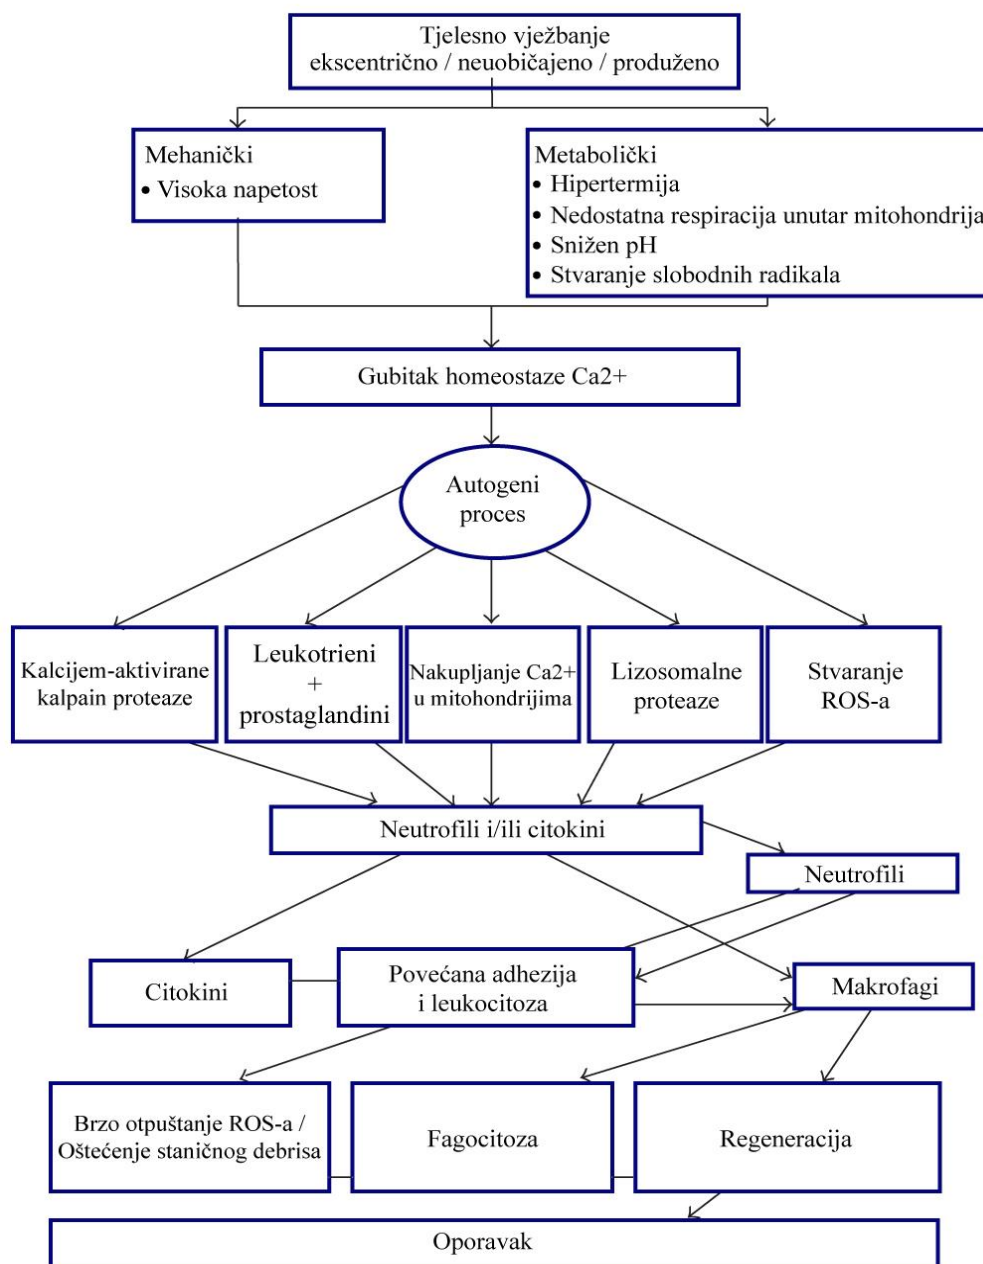 Tjelesno vježbanje
ekscentrično / neuobičajeno / produženo
Mehanički
• Visoka napetost
Metabolički
• Hipertermija
• Nedostatna respiracija unutar mitohondrija
• Snižen pH
• Stvaranje slobodnih radikala
Gubitak homeostaze Ca2+
Autogeni
proces
Kalcijem-aktivirane
kalpain proteaze
Leukotrieni
+
prostaglandini
Nakupljanje Ca2+
u mitohondrijima
Lizosomalne
proteaze
Stvaranje
ROS-a
Neutrofili i/ili citokini
Neutrofili
Citokini
Povećana adhezija
i leukocitoza
Makrofagi
Brzo otpuštanje ROS-a /
Oštećenje staničnog debrisa
Fagocitoza
Regeneracija
Oporavak